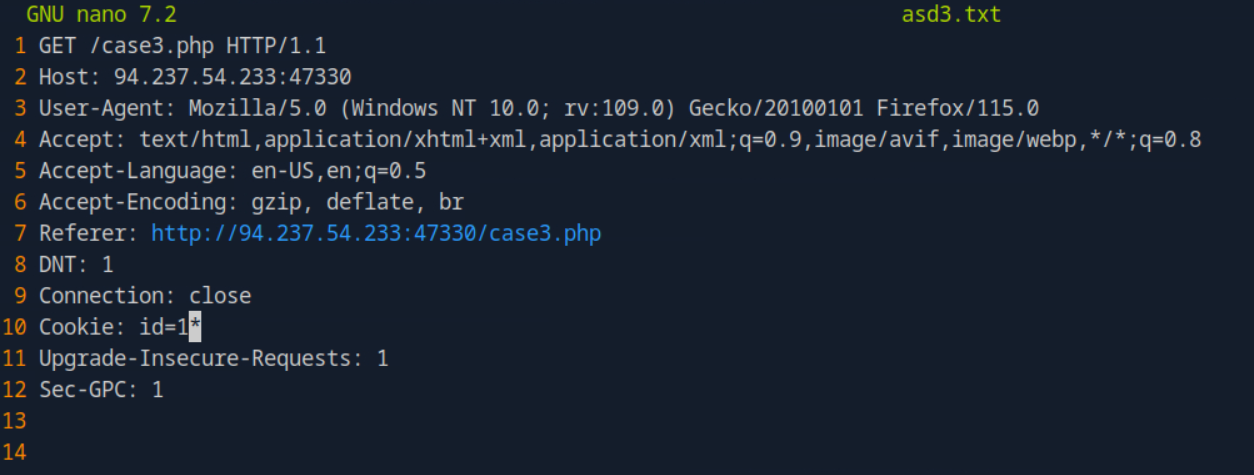 GNU nano 7.2 asd3.txt
1 GET /case3.php HTTP/1.1
2 Host: 94.237.54.233:47330
3 User-Agent: Mozilla/5.0 (Windows NT 10.0; rv:109.0) Gecko/20100101 Firefox/115.0
4 Accept: text/html,application/xhtml+xml,application/xml;q=0.9,image/avif,image/webp,*/*;q=0.8
5 Accept-Language: en-US,en;q=0.5
6 Accept-Encoding: gzip, deflate, br
7 Referer: http://94.237.54.233:47330/case3.php
8 DNT: 1
9 Connection: close
10 Cookie: id=1*
11 Upgrade-Insecure-Requests: 1
12 Sec-GPC: 1
13
14